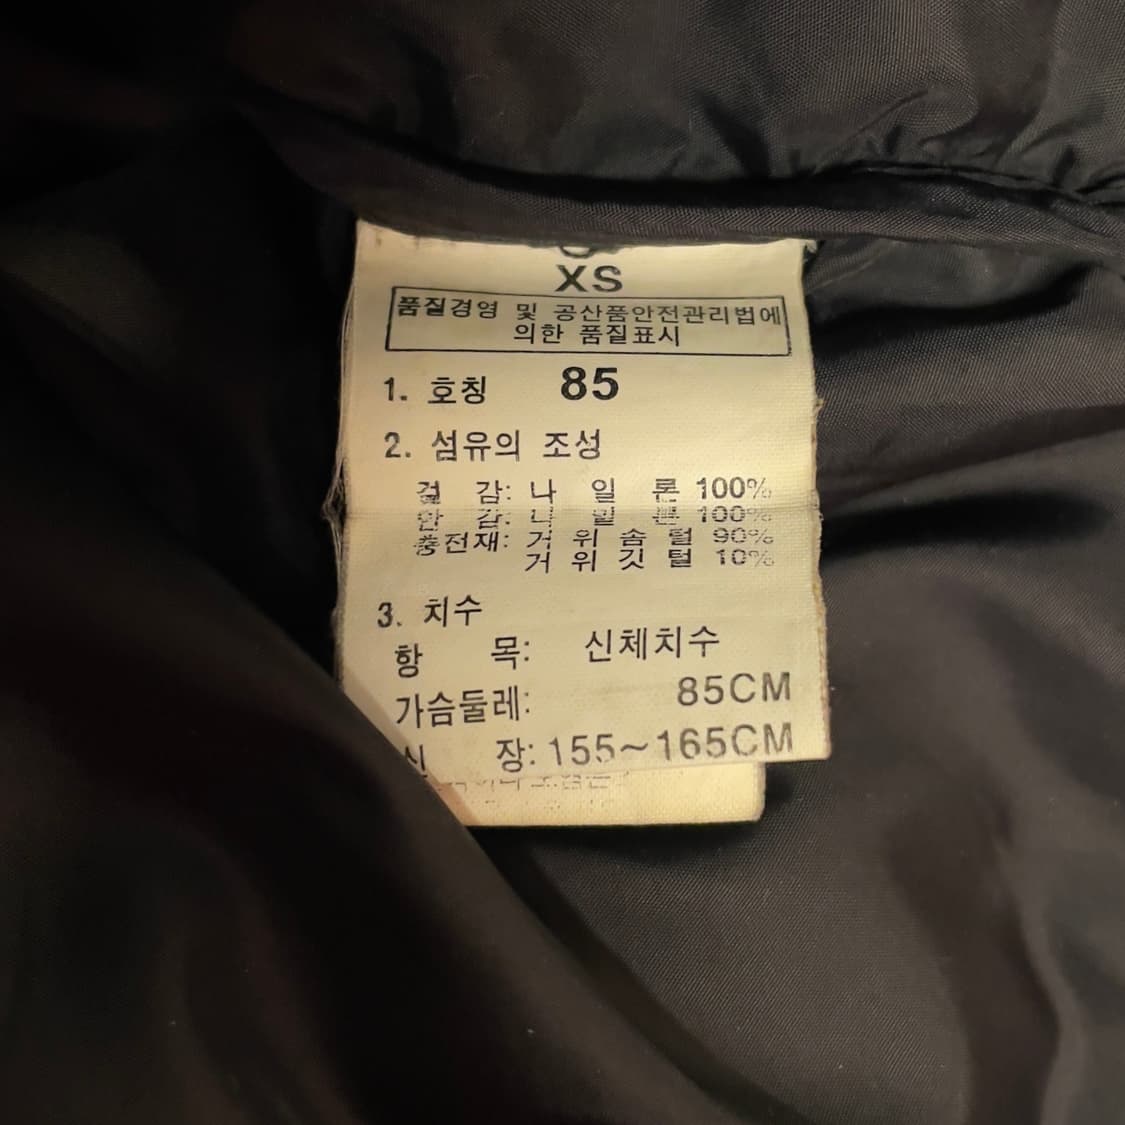 XS
품질경영 및 공산품안전관리법에
의한 품질표시
1. 호칭 85
2. 섬유의 조성
겉 감: 나 일 론 100%
안 감: 나 일 론 100%
충전재: 거 위 솜 털 90%
거 위 깃 털 10%
3. 치수
항 목: 신체치수
가슴둘레: 85CM
신 장: 155~165CM